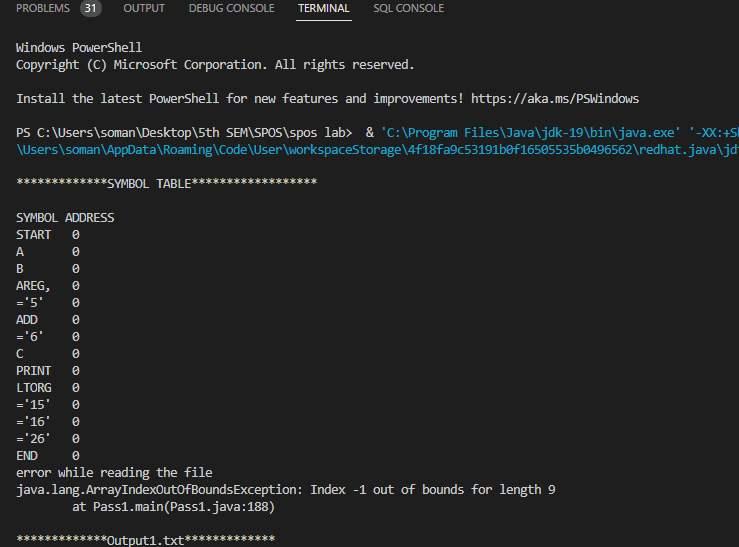 PROBLEMS 31 OUTPUT DEBUG CONSOLE TERMINAL SQL CONSOLE
Windows PowerShell
Copyright (C) Microsoft Corporation. All rights reserved.
Install the latest PowerShell for new features and improvements! https://aka.ms/PSWindows
PS C:\Users\soman\Desktop\5th SEM\SPOS\spos lab>  & 'C:\Program Files\Java\jdk-19\bin\java.exe' '-XX:+S
\Users\soman\AppData\Roaming\Code\User\workspaceStorage\4f18fa9c53191b0f16505535b0496562\redhat.java\jd
*************SYMBOL TABLE******************
SYMBOL ADDRESS
START   0
A       0
B       0
AREG,   0
='5'    0
ADD     0
='6'    0
C       0
PRINT   0
LTORG   0
='15'   0
='16'   0
='26'   0
END     0
error while reading the file
java.lang.ArrayIndexOutOfBoundsException: Index -1 out of bounds for length 9
        at Pass1.main(Pass1.java:188)
*************Output1.txt*************